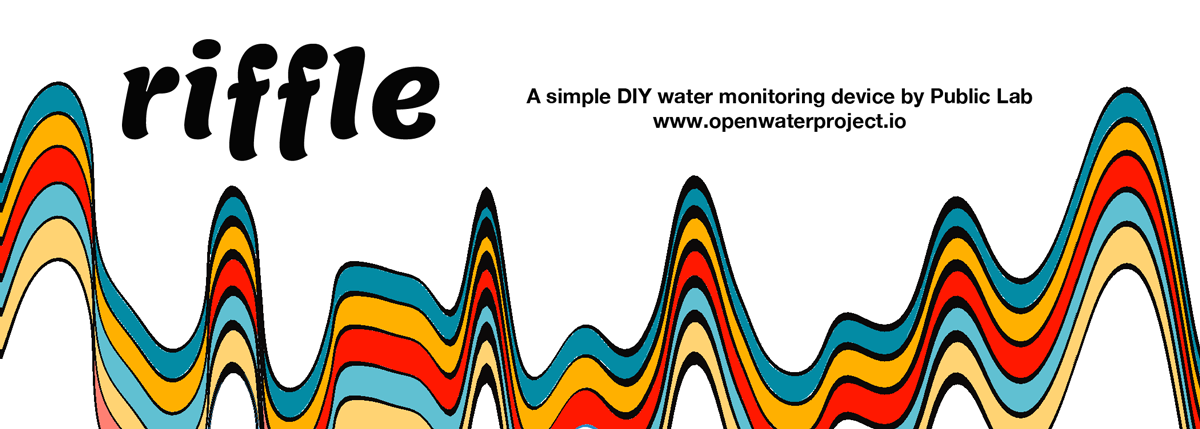 riffle
A simple DIY water monitoring device by Public Lab
www.openwaterproject.io